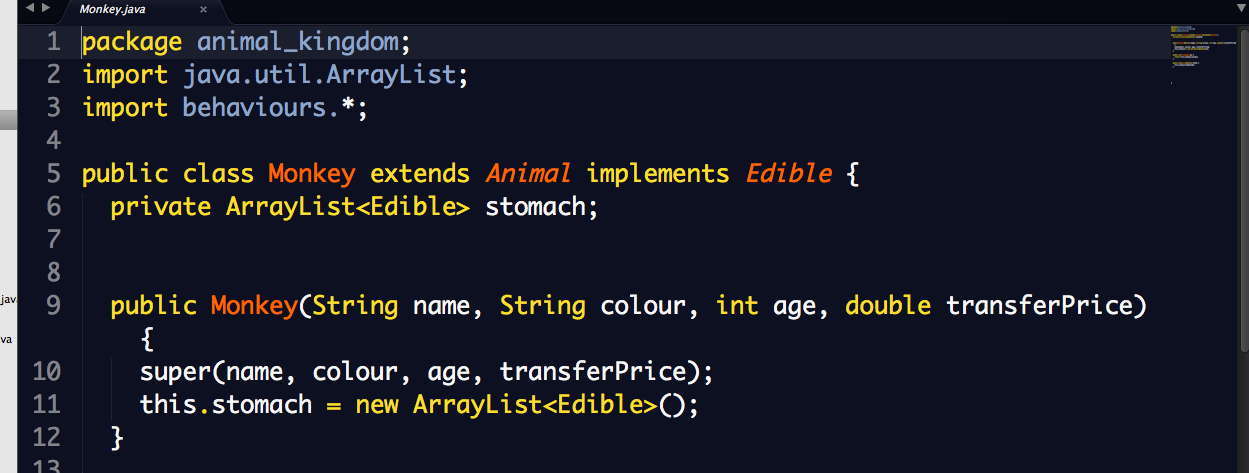 Monkey.java ×
1 package animal_kingdom;
2 import java.util.ArrayList;
3 import behaviours.*;
4
5 public class Monkey extends Animal implements Edible {
6 private ArrayList<Edible> stomach;
7
8
9 public Monkey(String name, String colour, int age, double transferPrice)
{
10 super(name, colour, age, transferPrice);
11 this.stomach = new ArrayList<Edible>();
12 }
13
java
va